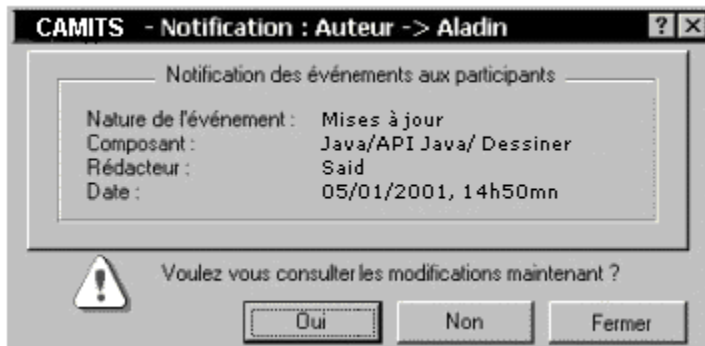 CAMITS - Notification : Auteur -> Aladin ? ×
Notification des événements aux participants
Nature de l'événement : Mises à jour
Composant : Java/API Java/ Dessiner
Rédacteur : Said
Date : 05/01/2001, 14h50mn
! Voulez vous consulter les modifications maintenant ?
Oui Non Fermer